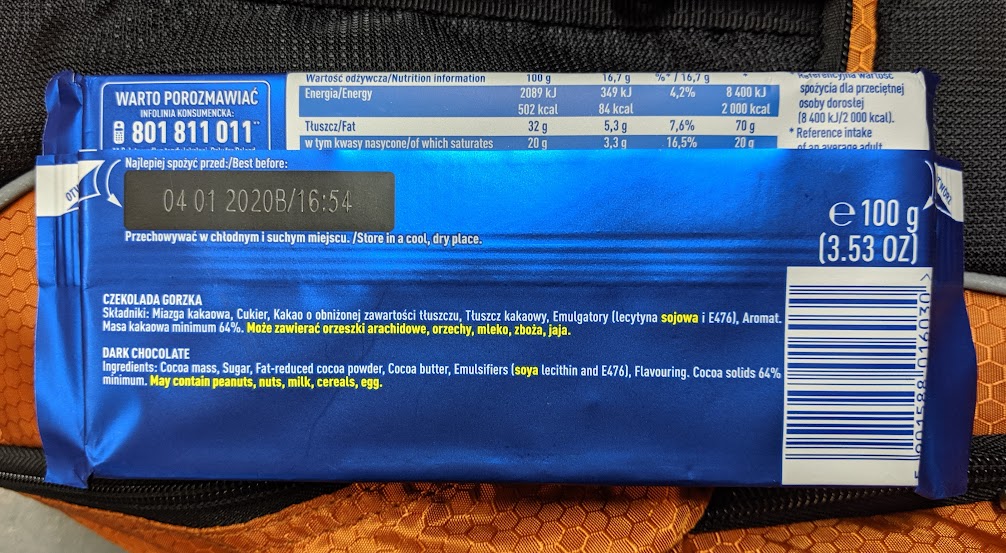 WARTO POROZMAWIAĆ
INFOLINIA KONSUMENCKA:
801 811 011**
Wartość odżywcza/Nutrition information 100 g 16,7 g %* / 16,7 g *
Energia/Energy 2089 kJ 349 kJ 4,2% 8 400 kJ
502 kcal 84 kcal 2 000 kcal
Tłuszcz/Fat 32 g 5,3 g 7,6% 70 g
w tym kwasy nasycone/of which saturates 20 g 3,3 g 16,5% 20 g
Referencyjna wartość
spożycia dla przeciętnej
osoby dorosłej
(8 400 kJ/2 000 kcal).
* Reference intake
of an average adult
Najlepiej spożyć przed:/Best before:
04 01 2020B/16:54
Przechowywać w chłodnym i suchym miejscu. /Store in a cool, dry place.
e 100 g
(3.53 OZ)
CZEKOLADA GORZKA
Składniki: Miazga kakaowa, Cukier, Kakao o obniżonej zawartości tłuszczu, Tłuszcz kakaowy, Emulgatory (lecytyna sojowa i E476), Aromat.
Masa kakaowa minimum 64%. Może zawierać orzeszki arachidowe, orzechy, mleko, zboża, jaja.
DARK CHOCOLATE
Ingredients: Cocoa mass, Sugar, Fat-reduced cocoa powder, Cocoa butter, Emulsifiers (soya lecithin and E476), Flavouring. Cocoa solids 64%
minimum. May contain peanuts, nuts, milk, cereals, egg.
5 901588 016030 >